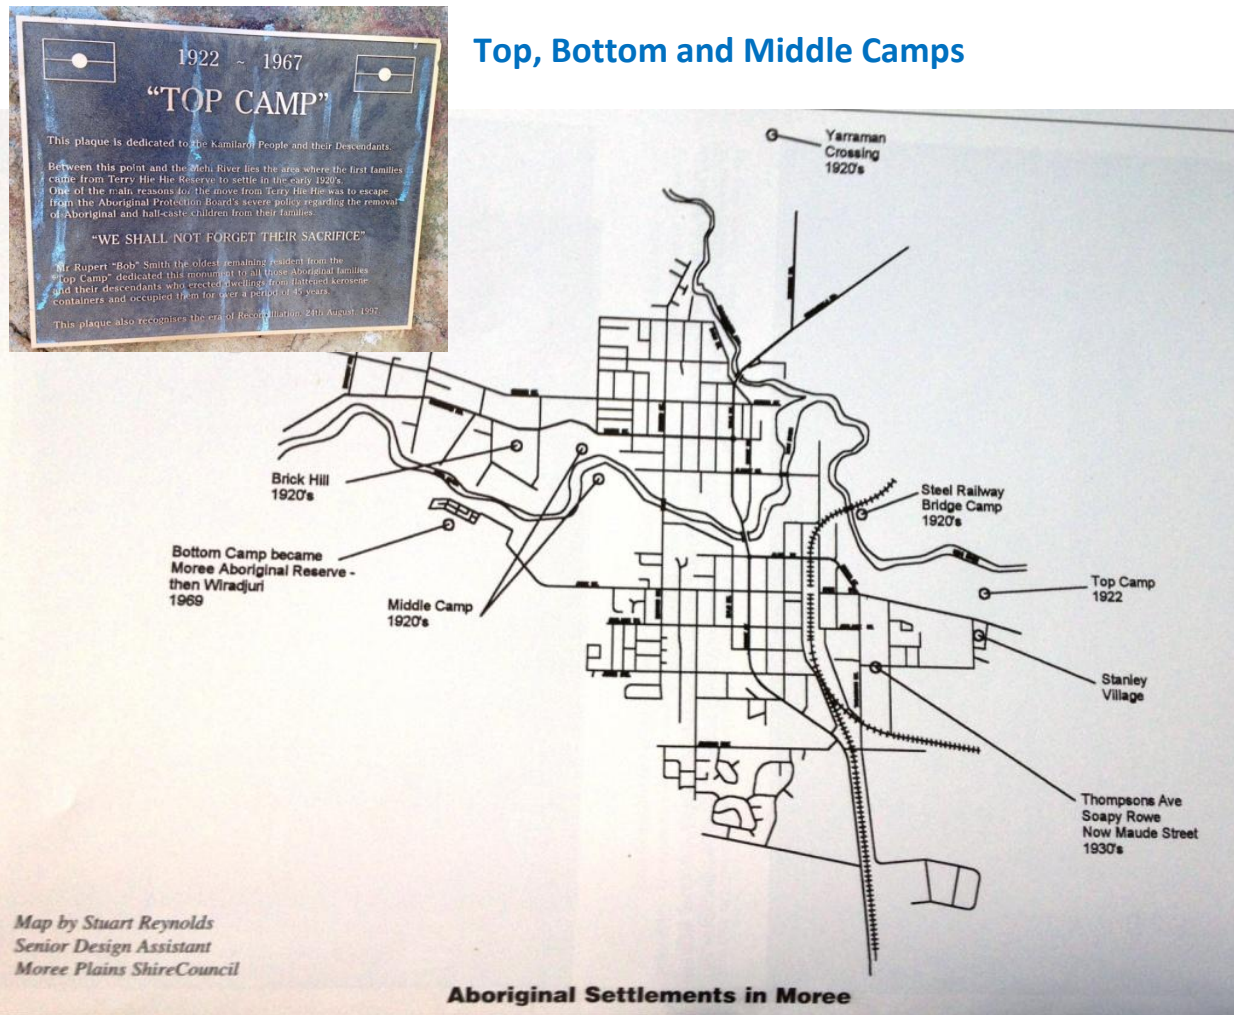 Top, Bottom and Middle Camps
1922 ~ 1967
"TOP CAMP"
This plaque is dedicated to the Kamilaroi People and their Descendants.
Between this point and the Mehi River lies the area where the first families
came from Terry Hie Hie Reserve to settle in the early 1920's.
One of the main reasons for the move from Terry Hie Hie was to escape
from the Aboriginal Protection Board's severe policy regarding the removal
of Aboriginal and half-caste children from their families.
"WE SHALL NOT FORGET THEIR SACRIFICE"
Mr Rupert "Bob" Smith the oldest remaining resident from the
"Top Camp" dedicated this monument to all those Aboriginal families
and their descendants who erected dwellings from flattened kerosene
containers and occupied them for over a period of 45 years.
This plaque also recognises the era of Reconciliation, 24th August, 1997.
Yarraman
Crossing
1920's
Brick Hill
1920's
Steel Railway
Bridge Camp
1920's
Bottom Camp became
Moree Aboriginal Reserve -
then Wiradjuri
1969
Middle Camp
1920's
Top Camp
1922
Stanley
Village
Thompsons Ave
Soapy Rowe
Now Maude Street
1930's
Map by Stuart Reynolds
Senior Design Assistant
Moree Plains ShireCouncil
Aboriginal Settlements in Moree